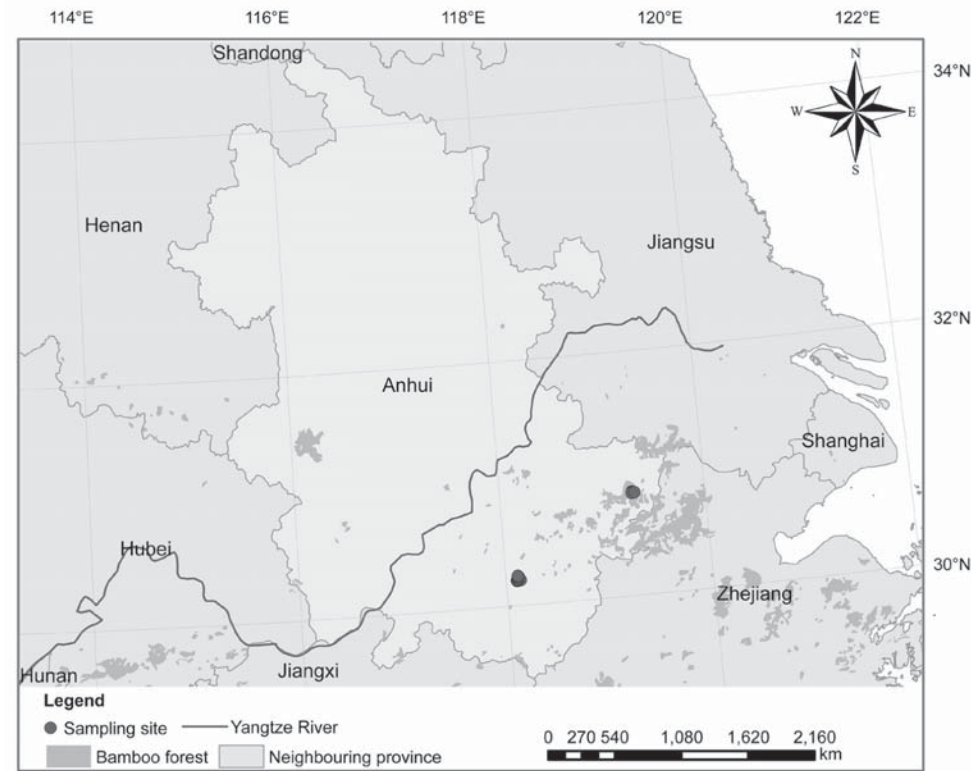 114°E 116°E 118°E 120°E 122°E
Shandong
N
34°N
W E
S
Henan
Jiangsu
32°N
Anhui
Shanghai
Hubei
30°N
Zhejiang
Hunan
Jiangxi
Legend
Sampling site
Yangtze River
Bamboo forest
Neighbouring province
0 270 540 1,080 1,620 2,160
km